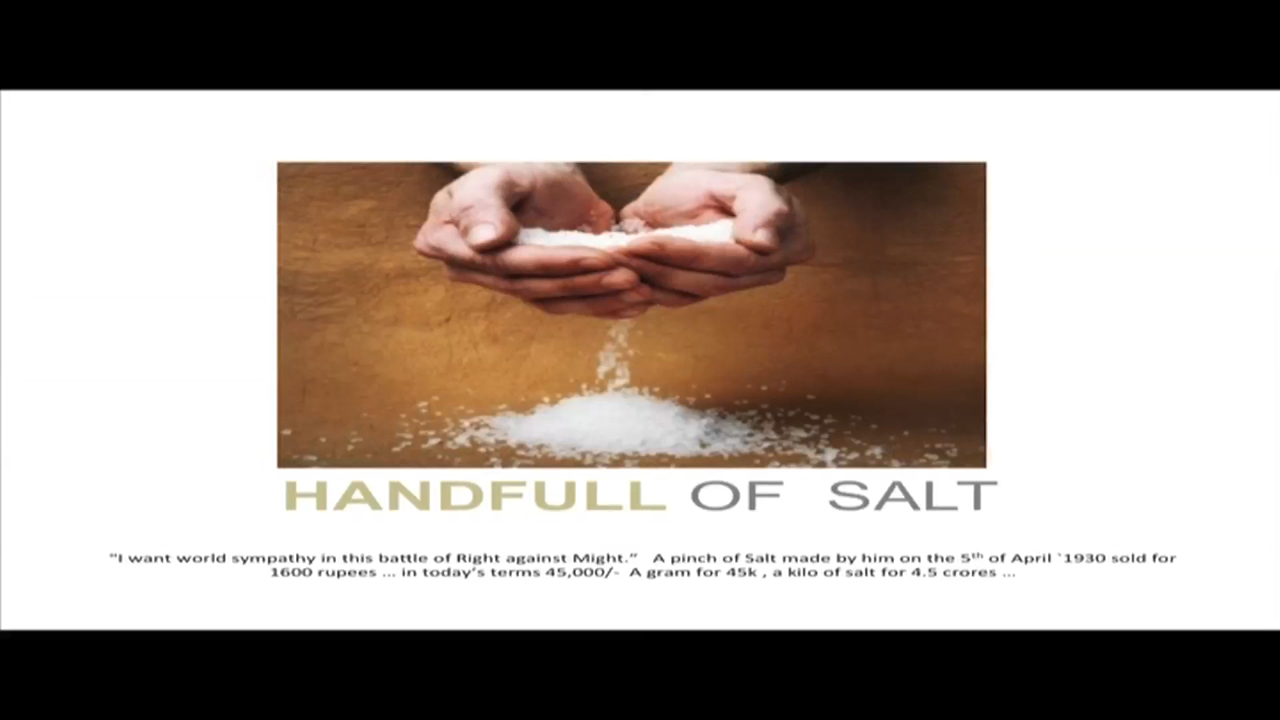 HANDFULL OF SALT
"I want world sympathy in this battle of Right against Might." A pinch of Salt made by him on the 5th of April `1930 sold for
1600 rupees ... in today's terms 45,000/- A gram for 45k , a kilo of salt for 4.5 crores ...